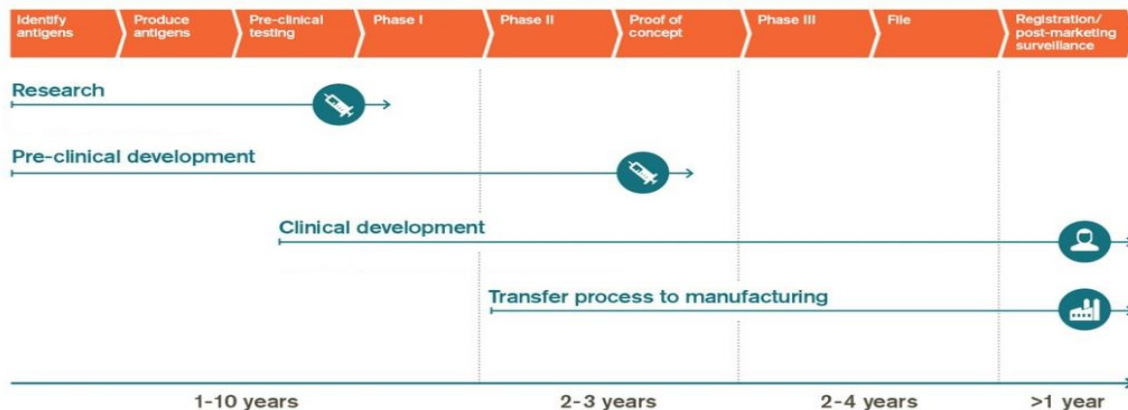 Identify
antigens
Produce
antigens
Pre-clinical
testing
Phase I
Phase II
Proof of
concept
Phase III
File
Registration/
post-marketing
surveillance
Research
Pre-clinical development
Clinical development
Transfer process to manufacturing
1-10 years
2-3 years
2-4 years
>1 year